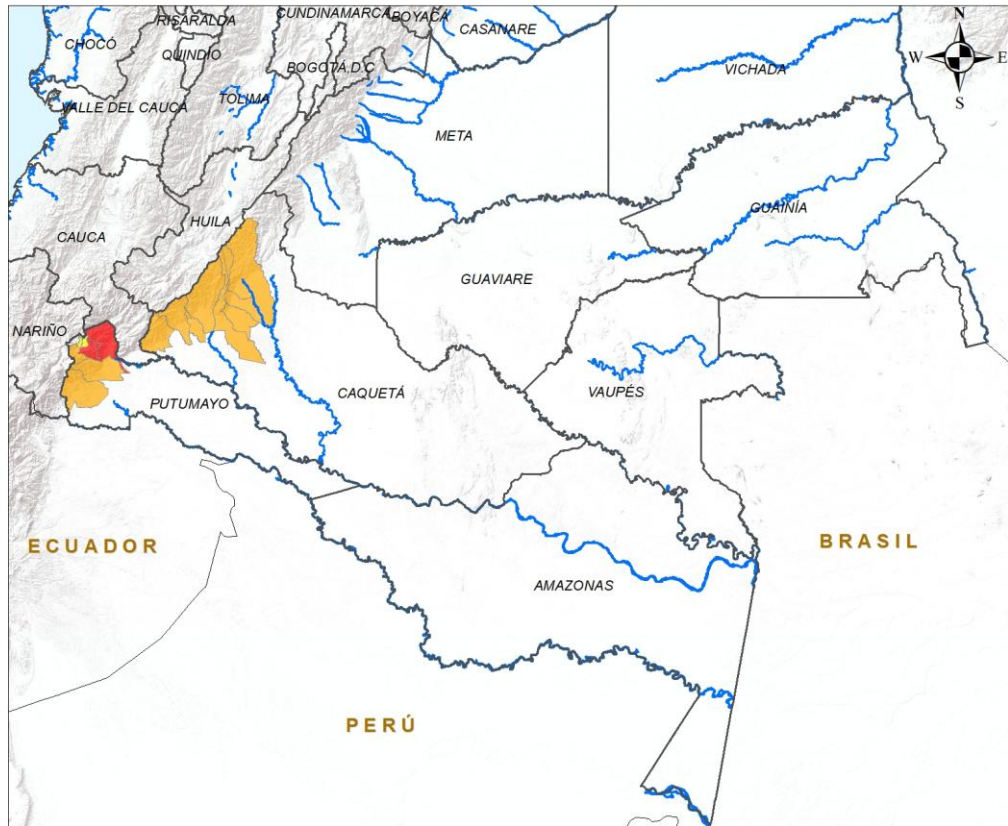 CUNDINAMARCA
BOYACÁ
RISARALDA
CASANARE
N
CHOCÓ
QUINDÍO
BOGOTÁ D.C
VICHADA
W
E
VALLE DEL CAUCA
TOLIMA
S
META
GUAINÍA
HUILA
CAUCA
GUAVIARE
NARIÑO
CAQUETÁ
VAUPÉS
PUTUMAYO
ECUADOR
BRASIL
AMAZONAS
PERÚ